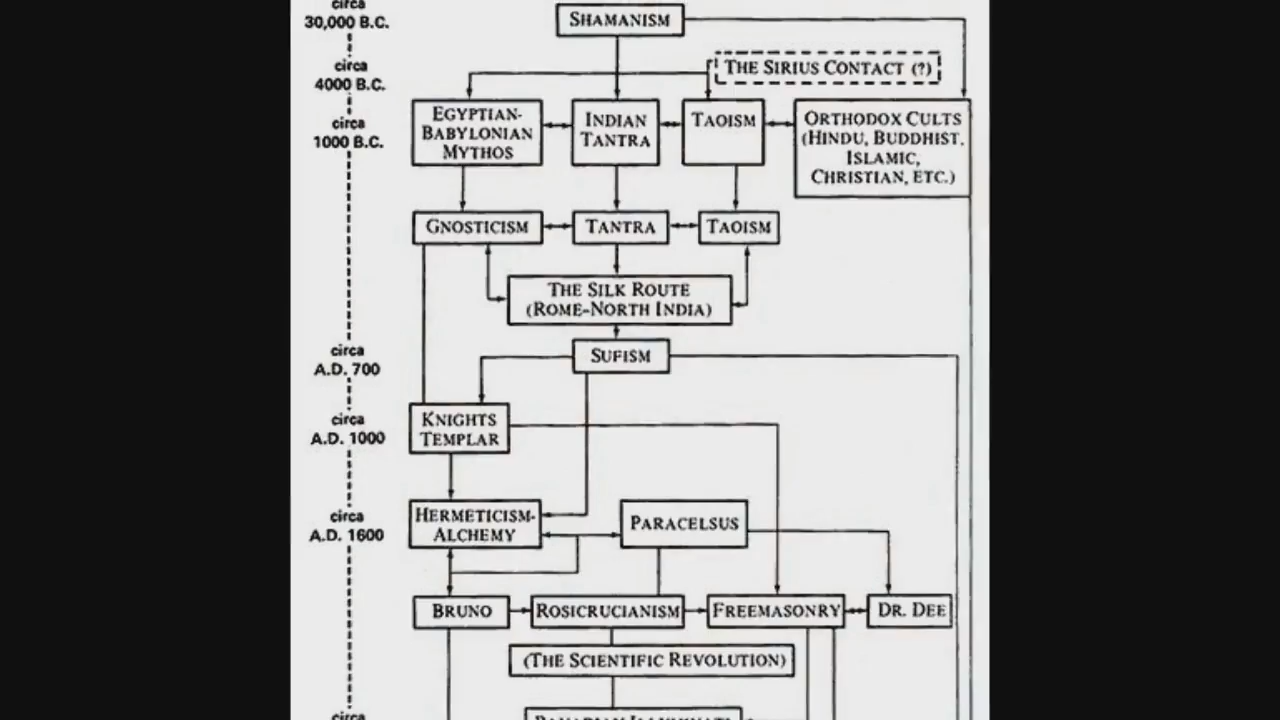 circa
30,000 B.C.
SHAMANISM
circa
4000 B.C.
THE SIRIUS CONTACT (?)
circa
1000 B.C.
EGYPTIAN-
BABYLONIAN
MYTHOS
INDIAN
TANTRA
TAOISM
ORTHODOX CULTS
(HINDU, BUDDHIST,
ISLAMIC,
CHRISTIAN, ETC.)
GNOSTICISM
TANTRA
TAOISM
THE SILK ROUTE
(ROME-NORTH INDIA)
circa
A.D. 700
SUFISM
circa
A.D. 1000
KNIGHTS
TEMPLAR
circa
A.D. 1600
HERMETICISM-
ALCHEMY
PARACELSUS
BRUNO
ROSICRUCIANISM
FREEMASONRY
DR. DEE
(THE SCIENTIFIC REVOLUTION)
circa
BAVARIAN ILLUMINATI